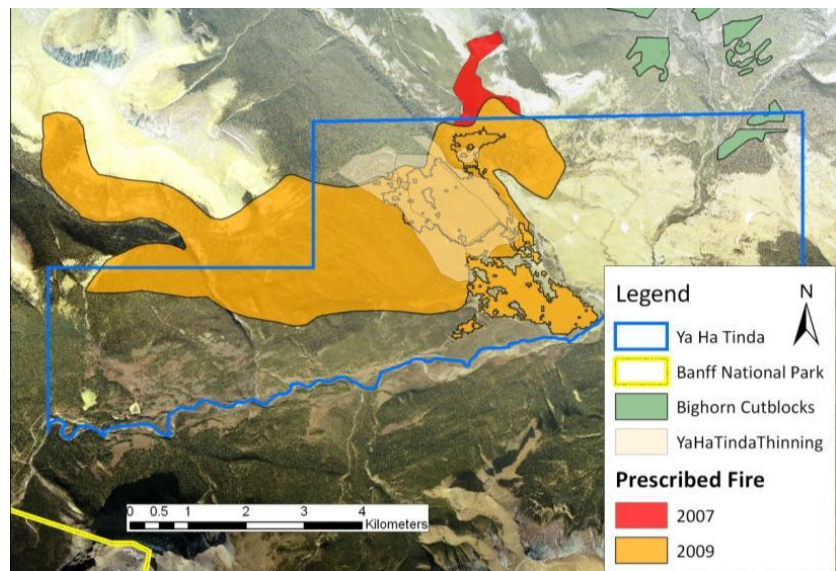 Legend
N
Ya Ha Tinda
Banff National Park
Bighorn Cutblocks
YaHaTindaThinning
Prescribed Fire
2007
2009
0 0.5 1 2 3 4
Kilometers